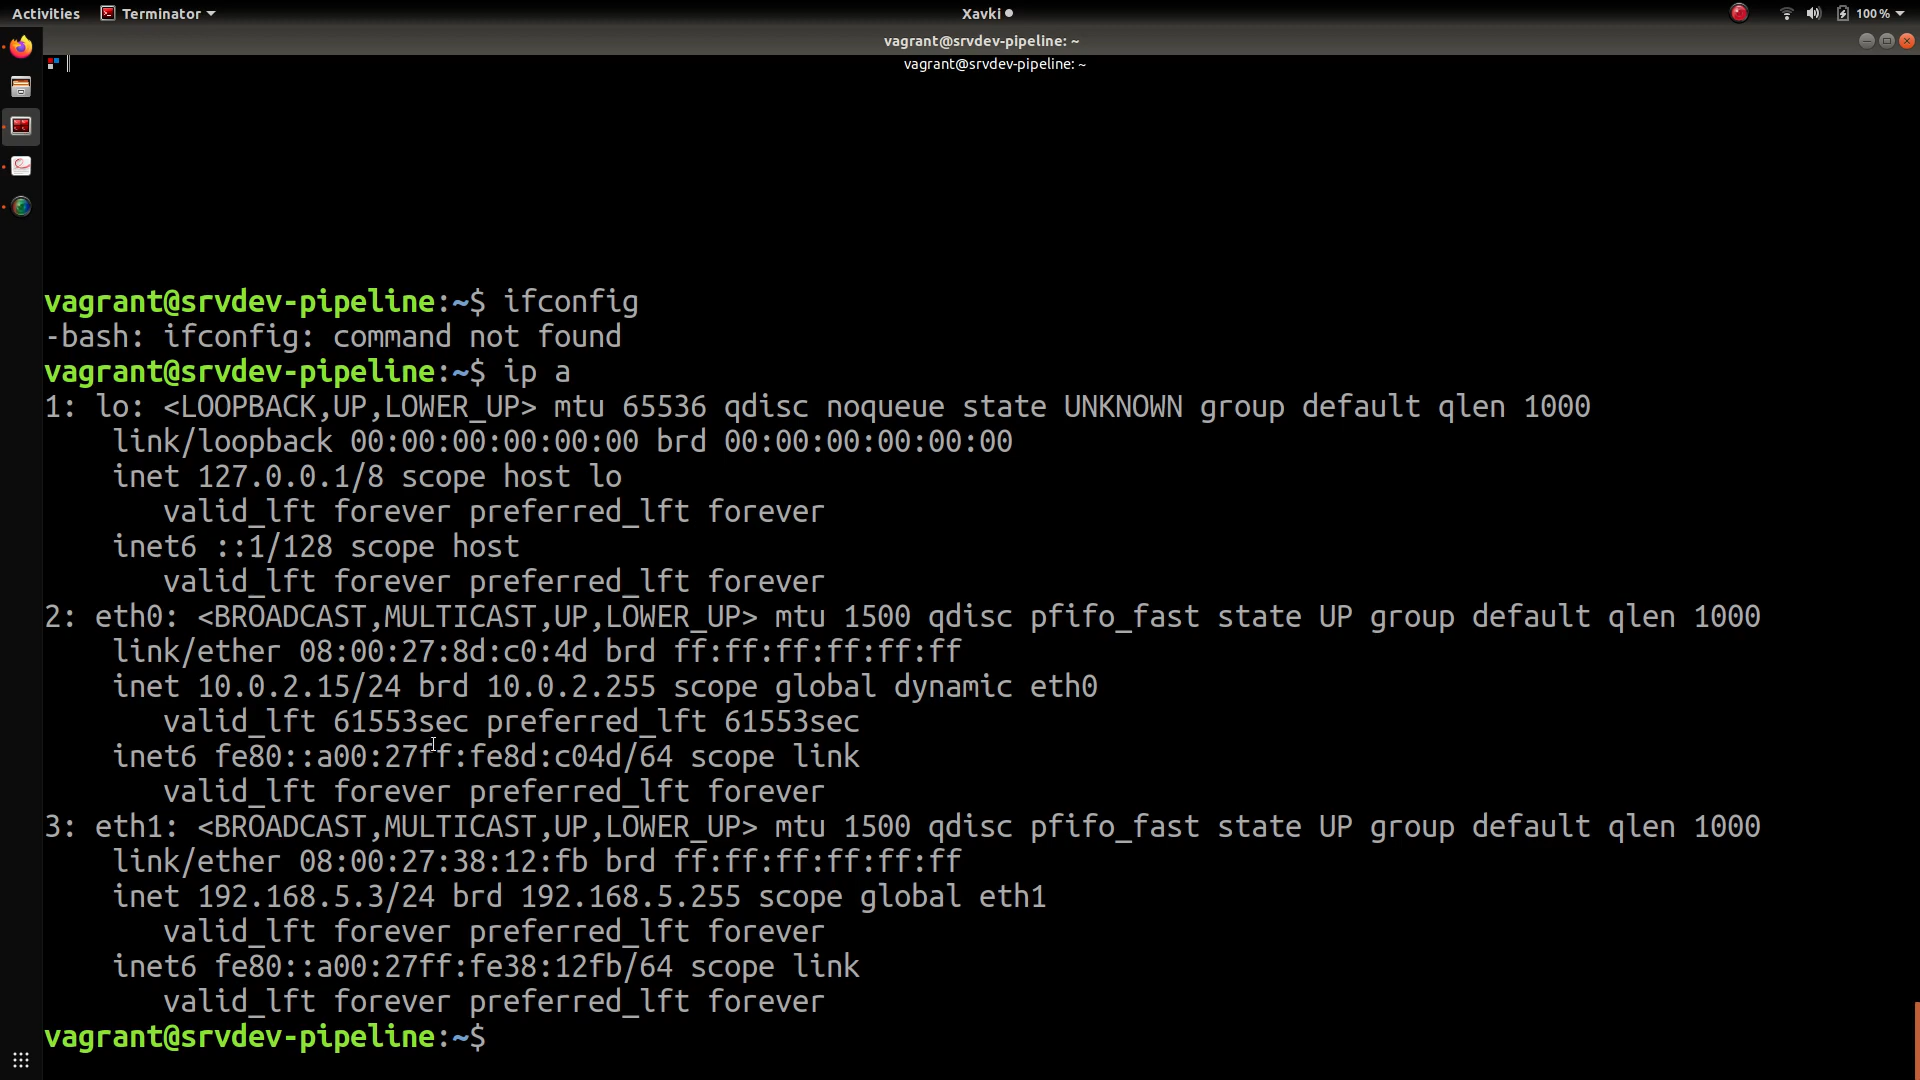 Activities Terminator Xavki 100%
vagrant@srvdev-pipeline: ~
vagrant@srvdev-pipeline: ~
vagrant@srvdev-pipeline:~$ ifconfig
-bash: ifconfig: command not found
vagrant@srvdev-pipeline:~$ ip a
1: lo: <LOOPBACK,UP,LOWER_UP> mtu 65536 qdisc noqueue state UNKNOWN group default qlen 1000
    link/loopback 00:00:00:00:00:00 brd 00:00:00:00:00:00
    inet 127.0.0.1/8 scope host lo
       valid_lft forever preferred_lft forever
    inet6 ::1/128 scope host
       valid_lft forever preferred_lft forever
2: eth0: <BROADCAST,MULTICAST,UP,LOWER_UP> mtu 1500 qdisc pfifo_fast state UP group default qlen 1000
    link/ether 08:00:27:8d:c0:4d brd ff:ff:ff:ff:ff:ff
    inet 10.0.2.15/24 brd 10.0.2.255 scope global dynamic eth0
       valid_lft 61553sec preferred_lft 61553sec
    inet6 fe80::a00:27ff:fe8d:c04d/64 scope link
       valid_lft forever preferred_lft forever
3: eth1: <BROADCAST,MULTICAST,UP,LOWER_UP> mtu 1500 qdisc pfifo_fast state UP group default qlen 1000
    link/ether 08:00:27:38:12:fb brd ff:ff:ff:ff:ff:ff
    inet 192.168.5.3/24 brd 192.168.5.255 scope global eth1
       valid_lft forever preferred_lft forever
    inet6 fe80::a00:27ff:fe38:12fb/64 scope link
       valid_lft forever preferred_lft forever
vagrant@srvdev-pipeline:~$